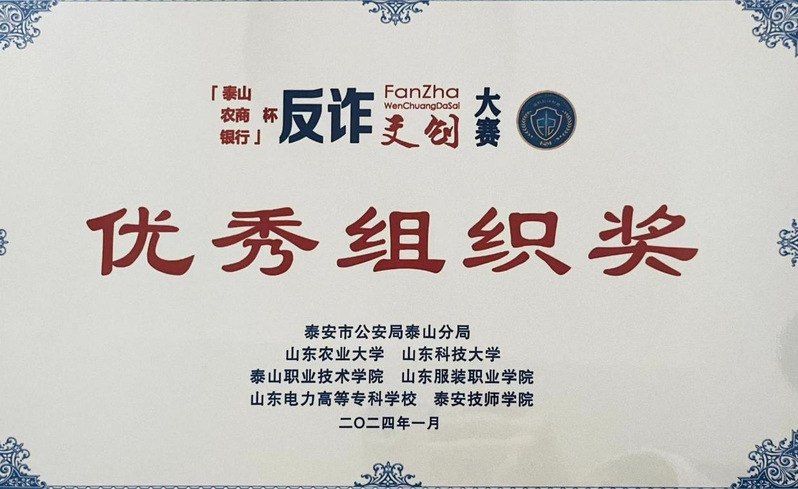 「泰山农商银行」杯 反诈 FanZha WenChuangDaSai 文创 大赛
优秀组织奖
泰安市公安局泰山分局
山东农业大学 山东科技大学
泰山职业技术学院 山东服装职业学院
山东电力高等专科学校 泰安技师学院
二〇二四年一月